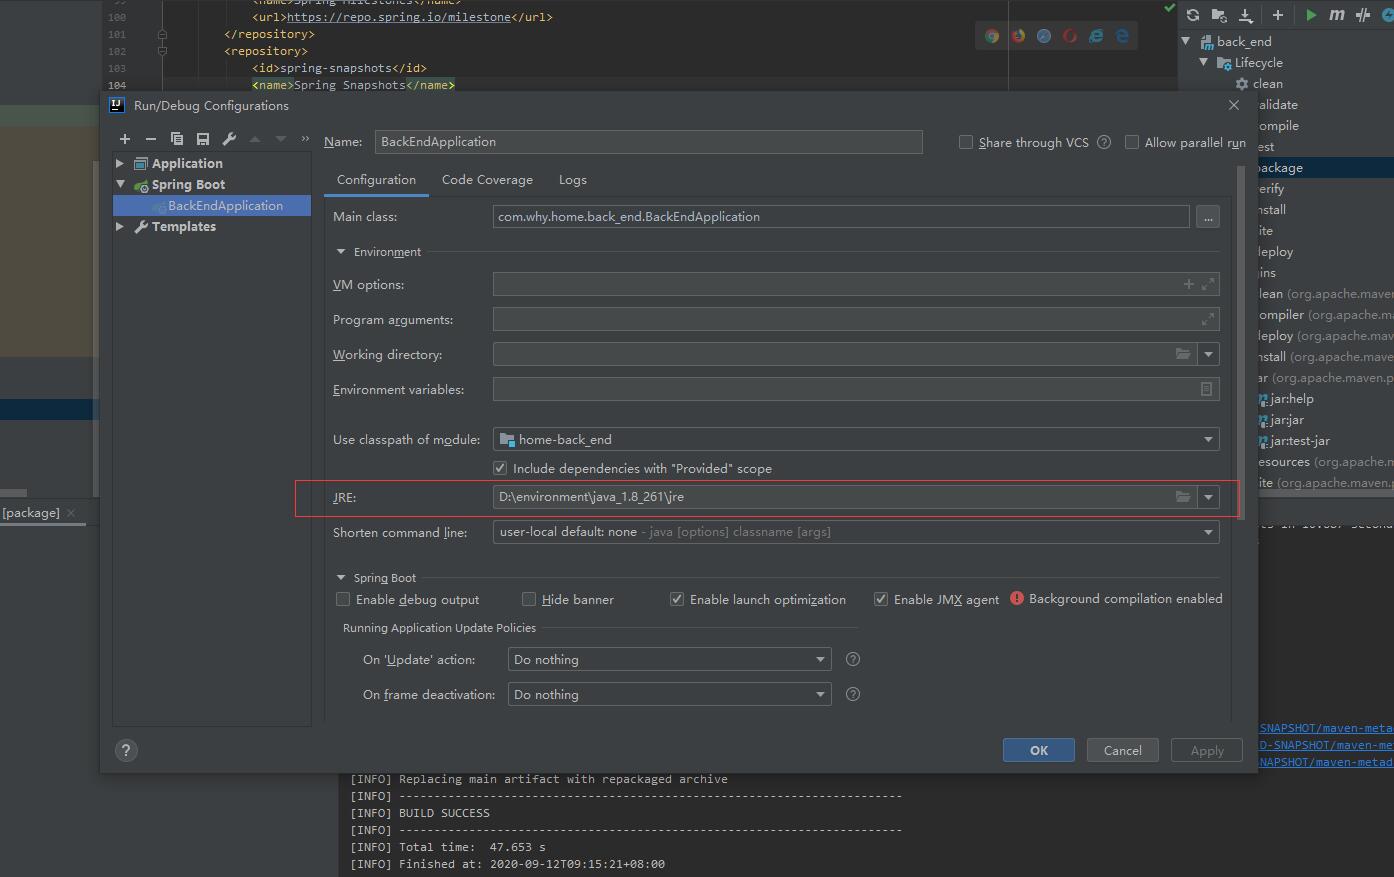 100 <url>https://repo.spring.io/milestone</url>
101 </repository>
102 <repository>
103 <id>spring-snapshots</id>
104 <name>Spring Snapshots</name>
back_end
Lifecycle
clean
alidate
ompile
est
package
erify
nstall
ite
eploy
ins
lean (org.apache.maven
ompiler (org.apache.m
eploy (org.apache.mav
nstall (org.apache.mave
ar (org.apache.maven.p
jar:help
jar:jar
jar:test-jar
esources (org.apache.m
ite (org.apache.maven.p
Run/Debug Configurations
Application
Spring Boot
BackEndApplication
Templates
Name: BackEndApplication
Share through VCS
Allow parallel run
Configuration Code Coverage Logs
Main class: com.why.home.back_end.BackEndApplication ...
Environment
VM options:
Program arguments:
Working directory:
Environment variables:
Use classpath of module: home-back_end
Include dependencies with "Provided" scope
JRE: D:\environment\java_1.8_261\jre
Shorten command line: user-local default: none - java [options] classname [args]
Spring Boot
Enable debug output Hide banner Enable launch optimization Enable JMX agent Background compilation enabled
Running Application Update Policies
On 'Update' action: Do nothing
On frame deactivation: Do nothing
OK Cancel Apply
[package]
SNAPSHOT/maven-meta
D-SNAPSHOT/maven-me
NAPSHOT/maven-metad
[INFO] Replacing main artifact with repackaged archive
[INFO] ------------------------------------------------------------------------
[INFO] BUILD SUCCESS
[INFO] ------------------------------------------------------------------------
[INFO] Total time:  47.653 s
[INFO] Finished at: 2020-09-12T09:15:21+08:00